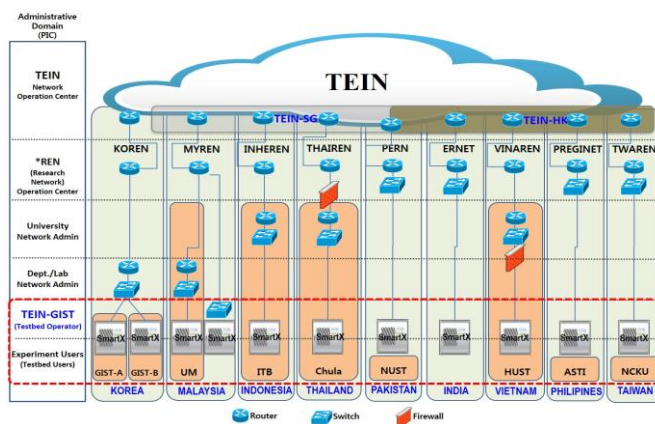 Administrative
Domain
(PIC)
TEIN
Network
Operation Center
TEIN
TEIN-SG
TEIN-HK
*REN
(Research
Network)
Operation Center
KOREN
MYREN
INHEREN
THAIREN
PERN
ERNET
VINAREN
PREGINET
TWAREN
University
Network Admin
Dept./Lab
Network Admin
TEIN-GIST
(Testbed Operator)
SmartX
SmartX
SmartX
SmartX
SmartX
SmartX
SmartX
SmartX
SmartX
SmartX
SmartX
Experiment Users
(Testbed Users)
GIST-A
GIST-B
UM
ITB
Chula
NUST
HUST
ASTI
NCKU
KOREA
MALAYSIA
INDONESIA
THAILAND
PAKISTAN
INDIA
VIETNAM
PHILIPINES
TAIWAN
Router
Switch
Firewall